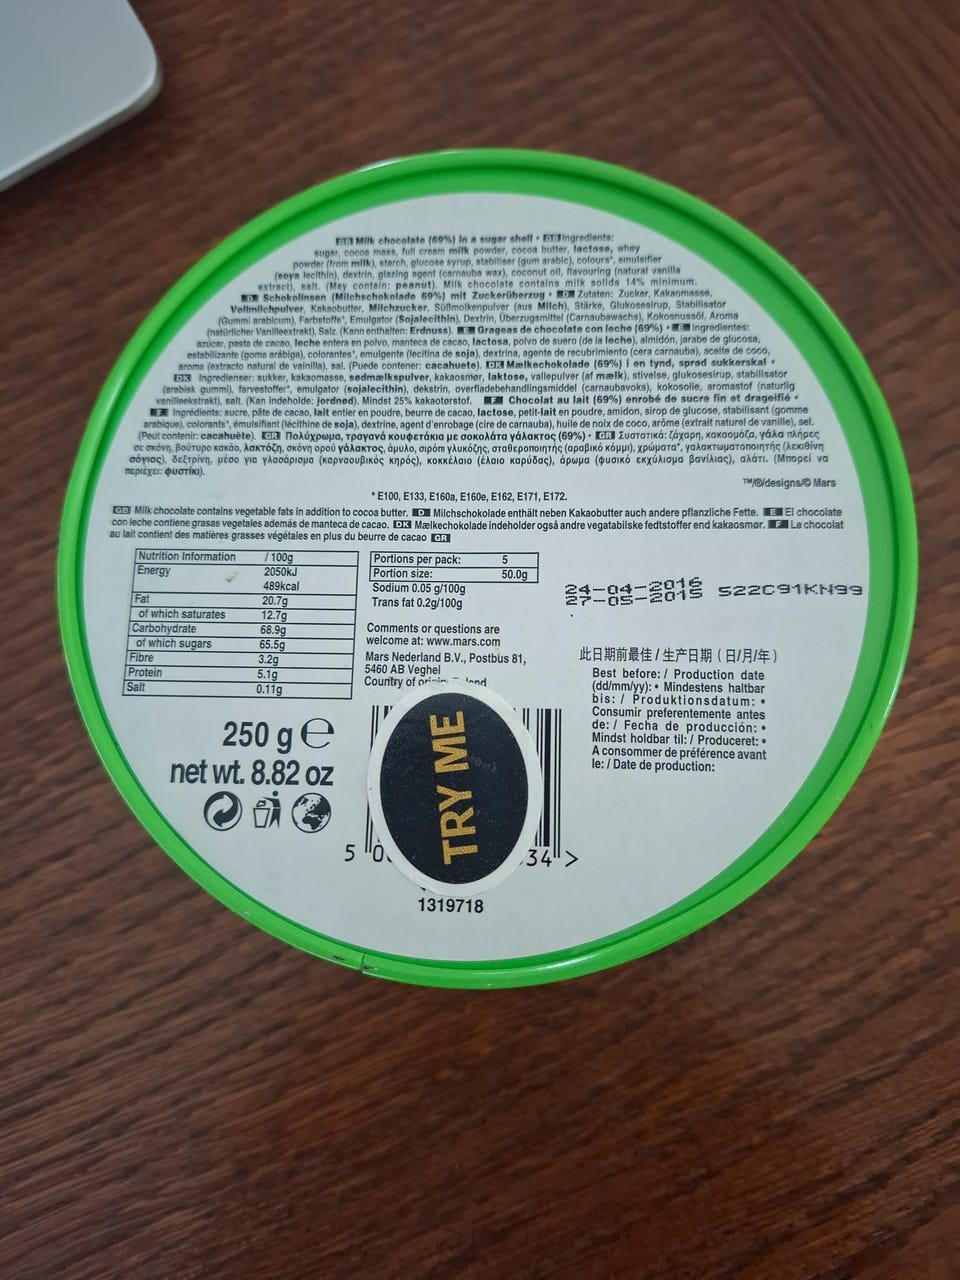 GB Milk chocolate (69%) in a sugar shell • GB Ingredients:
sugar, cocoa mass, full cream milk powder, cocoa butter, lactose, whey
powder (from milk), starch, glucose syrup, stabiliser (gum arabic), colours*, emulsifier
(soya lecithin), dextrin, glazing agent (carnauba wax), coconut oil, flavouring (natural vanilla
extract), salt. (May contain: peanut). Milk chocolate contains milk solids 14% minimum.
D Schokolinsen (Milchschokolade 69%) mit Zuckerüberzug • D Zutaten: Zucker, Kakaomasse,
Vollmilchpulver, Kakaobutter, Milchzucker, Süßmolkenpulver (aus Milch), Stärke, Glukosesirup, Stabilisator
(Gummi arabicum), Farbstoffe*, Emulgator (Sojalecithin), Dextrin, Überzugsmittel (Carnaubawachs), Kokosnussöl, Aroma
(natürlicher Vanilleextrakt), Salz. (Kann enthalten: Erdnuss). E Grageas de chocolate con leche (69%) • E Ingredientes:
azúcar, pasta de cacao, leche entera en polvo, manteca de cacao, lactosa, polvo de suero (de la leche), almidón, jarabe de glucosa,
estabilizante (goma arábiga), colorantes*, emulgente (lecitina de soja), dextrina, agente de recubrimiento (cera carnauba), aceite de coco,
aroma (extracto natural de vainilla), sal. (Puede contener: cacahuete). DK Mælkechokolade (69%) i en tynd, sprød sukkerskal •
DK Ingredienser: sukker, kakaomasse, sødmælkspulver, kakaosmør, laktose, vallepulver (af mælk), stivelse, glukosesirup, stabilisator
(arabisk gummi), farvestoffer*, emulgator (sojalecithin), dekstrin, overfladebehandlingsmiddel (carnaubavoks), kokosolie, aromastof (naturlig
vanilleekstrakt), salt. (Kan indeholde: jordnød). Mindst 25% kakaotørstof. F Chocolat au lait (69%) enrobé de sucre fin et drageifié •
F Ingrédients: sucre, pâte de cacao, lait entier en poudre, beurre de cacao, lactose, petit-lait en poudre, amidon, sirop de glucose, stabilisant (gomme
arabique), colorants*, émulsifiant (lécithine de soja), dextrine, agent d'enrobage (cire de carnauba), huile de noix de coco, arôme (extrait naturel de vanille), sel.
(Peut contenir: cacahuète). GR Πολύχρωμα, τραγανά κουφετάκια με σοκολάτα γάλακτος (69%) • GR Συστατικά: ζάχαρη, κακαομάζα, γάλα πλήρες
σε σκόνη, βούτυρο κακάο, λακτόζη, σκόνη ορού γάλακτος, άμυλο, σιρόπι γλυκόζης, σταθεροποιητής (αραβικό κόμμι), χρώματα*, γαλακτωματοποιητής (λεκιθίνη
σόγιας), δεξτρίνη, μέσο για γλασάρισμα (καρναουβικός κηρός), κοκκέλαιο (έλαιο καρύδας), άρωμα (φυσικό εκχύλισμα βανίλιας), αλάτι. (Μπορεί να
περιέχει: φυστίκι).
™/®/designs/© Mars
* E100, E133, E160a, E160e, E162, E171, E172.
GB Milk chocolate contains vegetable fats in addition to cocoa butter. D Milchschokolade enthält neben Kakaobutter auch andere pflanzliche Fette. E El chocolate
con leche contiene grasas vegetales además de manteca de cacao. DK Mælkechokolade indeholder også andre vegetabilske fedtstoffer end kakaosmør. F Le chocolat
au lait contient des matières grasses végétales en plus du beurre de cacao GR
Nutrition Information / 100g
Energy 2050kJ
489kcal
Fat 20.7g
of which saturates 12.7g
Carbohydrate 68.9g
of which sugars 65.5g
Fibre 3.2g
Protein 5.1g
Salt 0.11g
Portions per pack: 5
Portion size: 50.0g
Sodium 0.05 g/100g
Trans fat 0.2g/100g
Comments or questions are
welcome at: www.mars.com
Mars Nederland B.V., Postbus 81,
5460 AB Veghel
Country of
24-04-2016
27-05-2015 522C91KN99
此日期前最佳 / 生产日期 (日/月/年)
Best before: / Production date
(dd/mm/yy): • Mindestens haltbar
bis: / Produktionsdatum: •
Consumir preferentemente antes
de: / Fecha de producción: •
Mindst holdbar til: / Produceret: •
A consommer de préférence avant
le: / Date de production:
250 g e
net wt. 8.82 oz
TRY ME
5 0 34 >
1319718